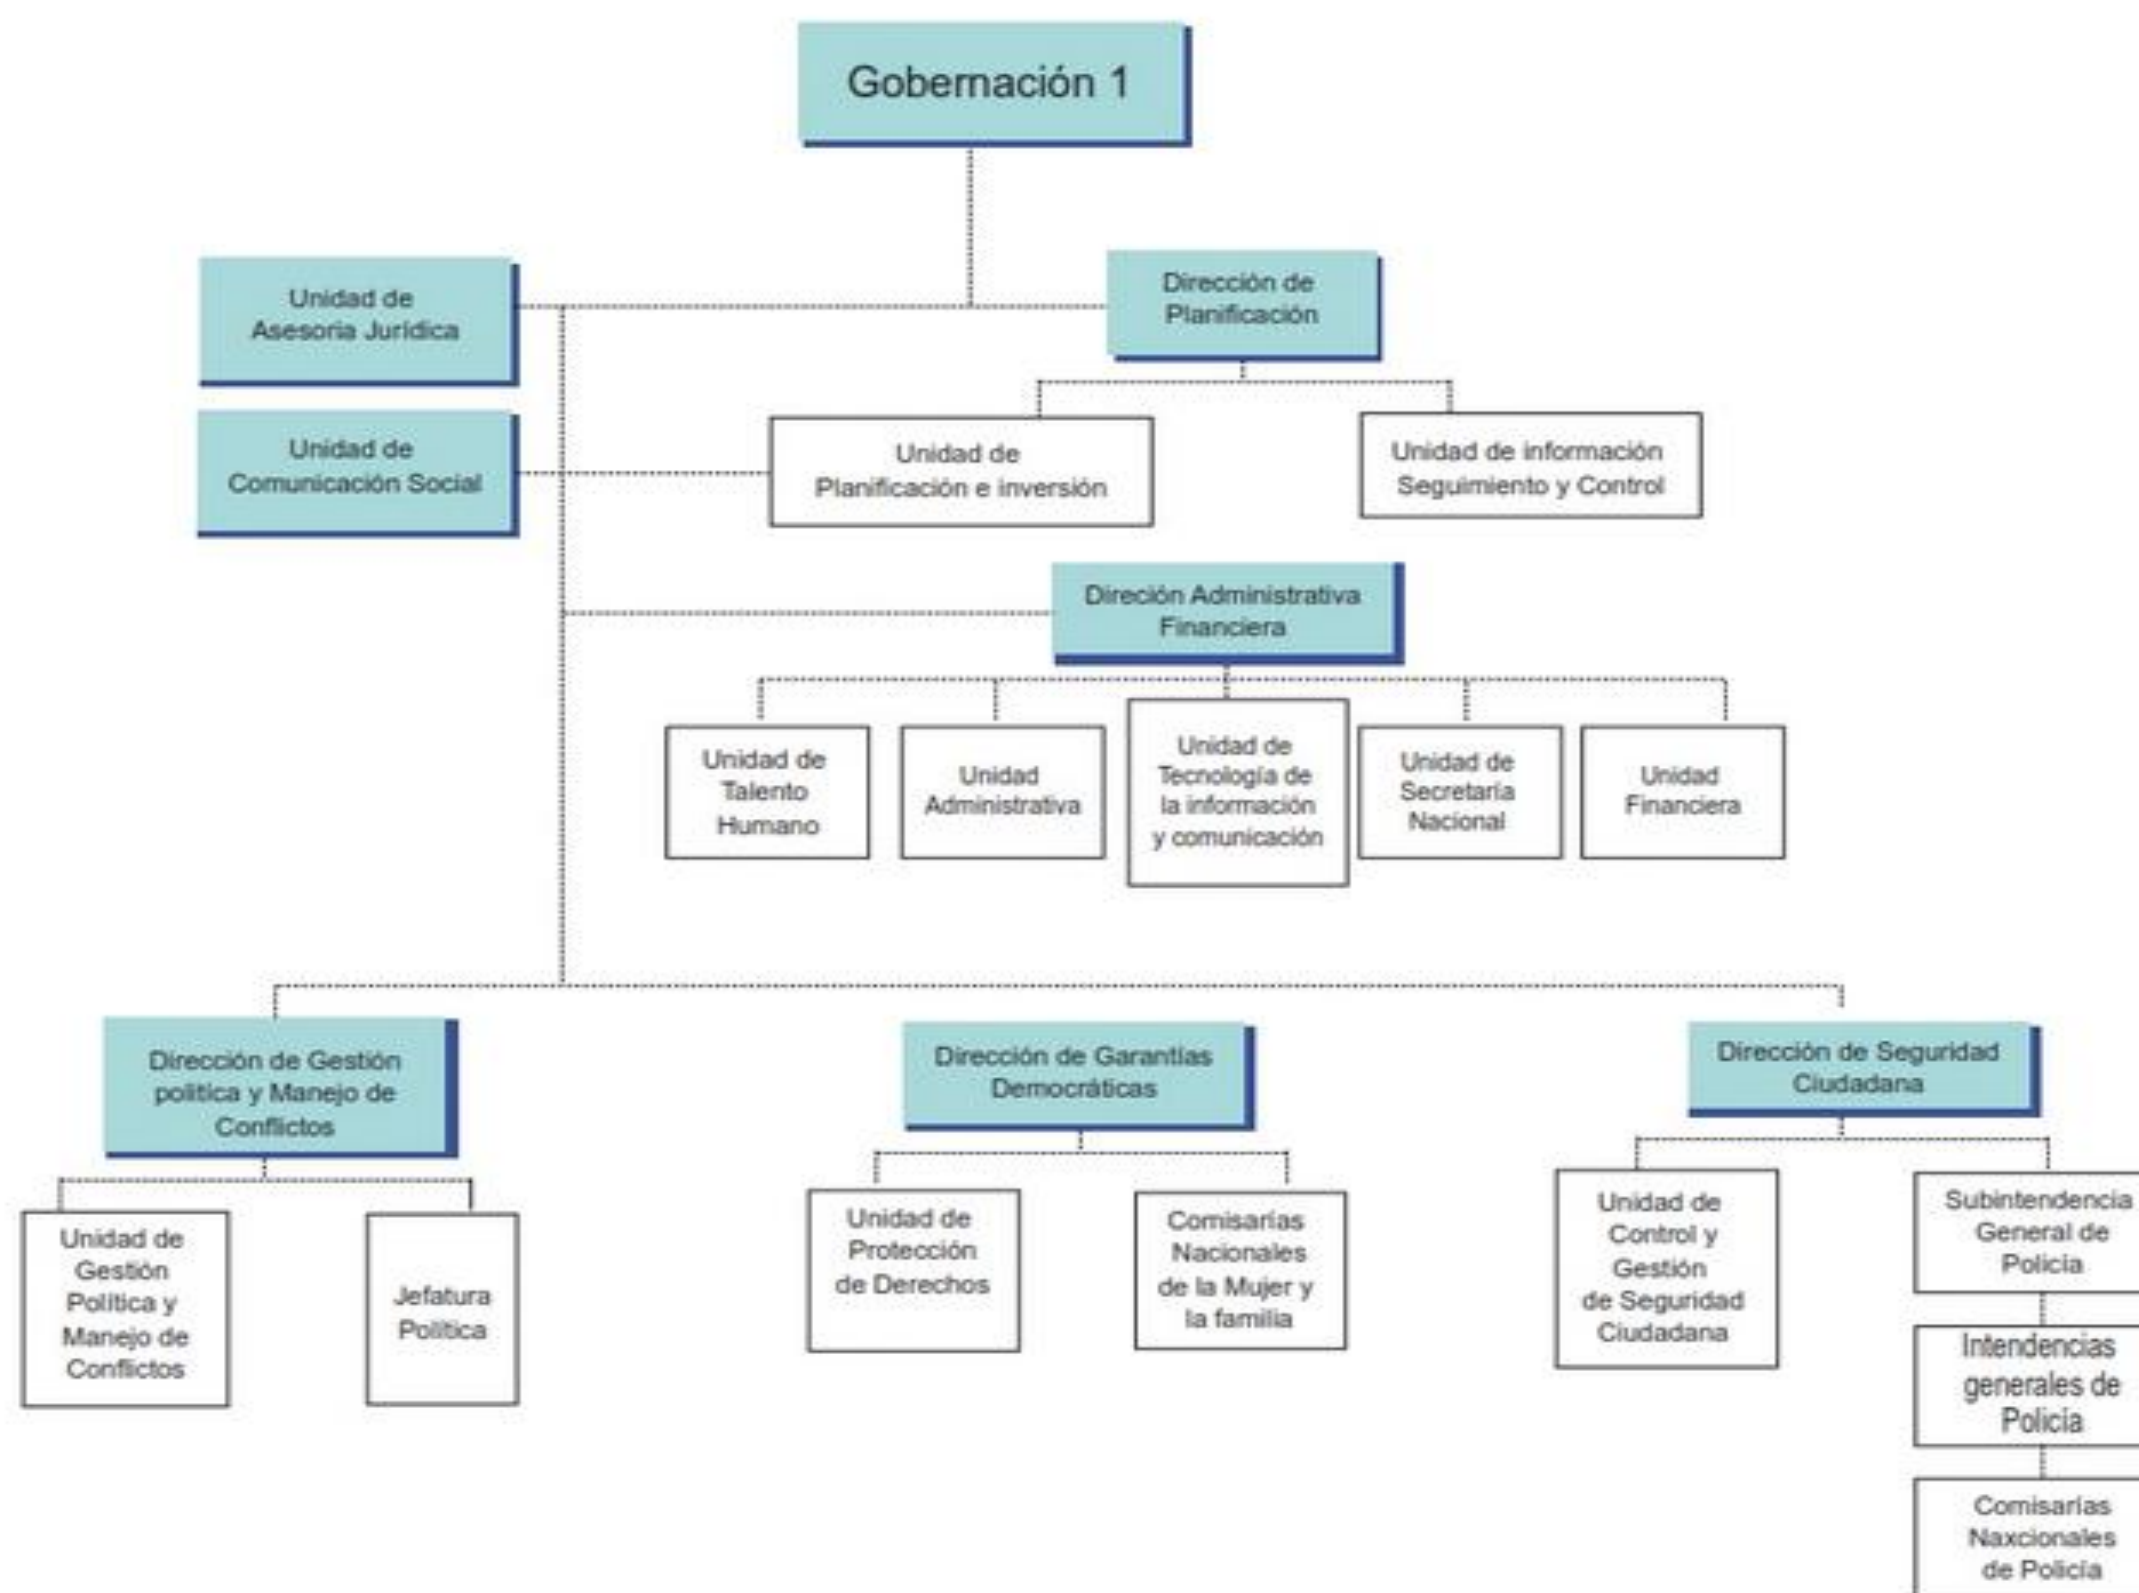 Gobernación 1
Unidad de
Asesoria Jurídica
Dirección de
Planificación
Unidad de
Comunicación Social
Unidad de
Planificación e inversión
Unidad de información
Seguimiento y Control
Direción Administrativa
Financiera
Unidad de
Talento
Humano
Unidad
Administrativa
Unidad de
Tecnología de
la información
y comunicación
Unidad de
Secretaría
Nacional
Unidad
Financiera
Dirección de Gestión
política y Manejo de
Conflictos
Dirección de Garantías
Democráticas
Dirección de Seguridad
Ciudadana
Unidad de
Gestión
Política y
Manejo de
Conflictos
Jefatura
Política
Unidad de
Protección
de Derechos
Comisarías
Nacionales
de la Mujer y
la familia
Unidad de
Control y
Gestión
de Seguridad
Ciudadana
Subintendencia
General de
Policía
Intendencias
generales de
Policia
Comisarías
Naxcionales
de Policía